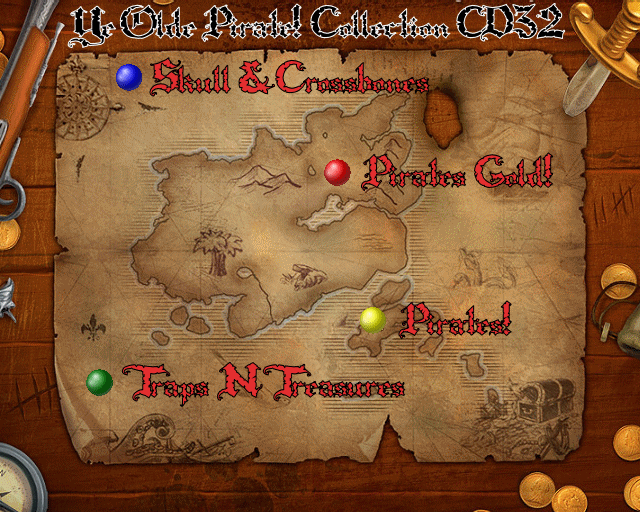 Ye Olde Pirate! Collection CD32
Skull & Crossbones
Pirates Gold!
Pirates!
Traps N Treasures